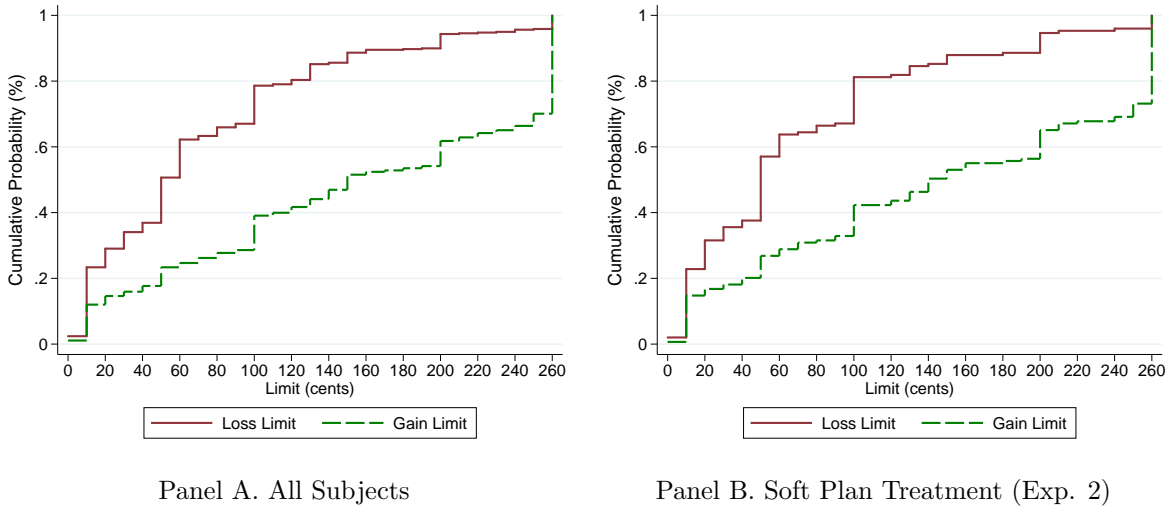 Cumulative Probability (%)
1
.8
.6
.4
.2
0
0 20 40 60 80 100 120 140 160 180 200 220 240 260
Limit (cents)
Loss Limit Gain Limit
Panel A. All Subjects
Cumulative Probability (%)
1
.8
.6
.4
.2
0
0 20 40 60 80 100 120 140 160 180 200 220 240 260
Limit (cents)
Loss Limit Gain Limit
Panel B. Soft Plan Treatment (Exp. 2)